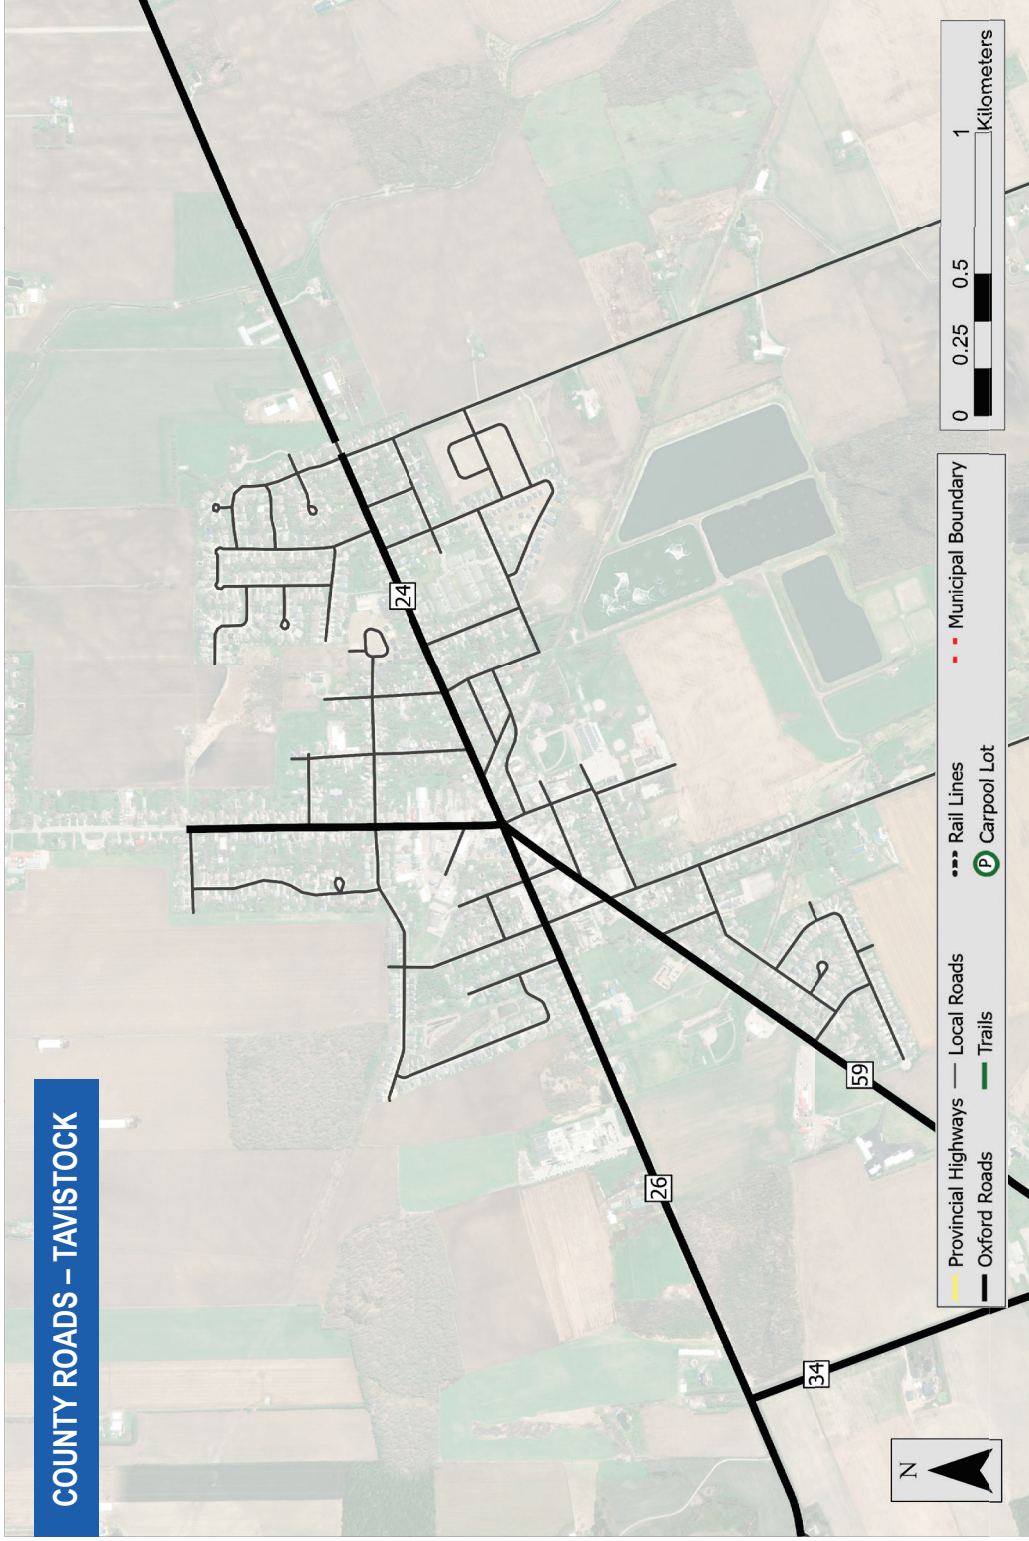 COUNTY ROADS – TAVISTOCK
24
26
59
34
N
Provincial Highways
Local Roads
Rail Lines
Municipal Boundary
Oxford Roads
Trails
P
Carpool Lot
0
0.25
0.5
1
Kilometers